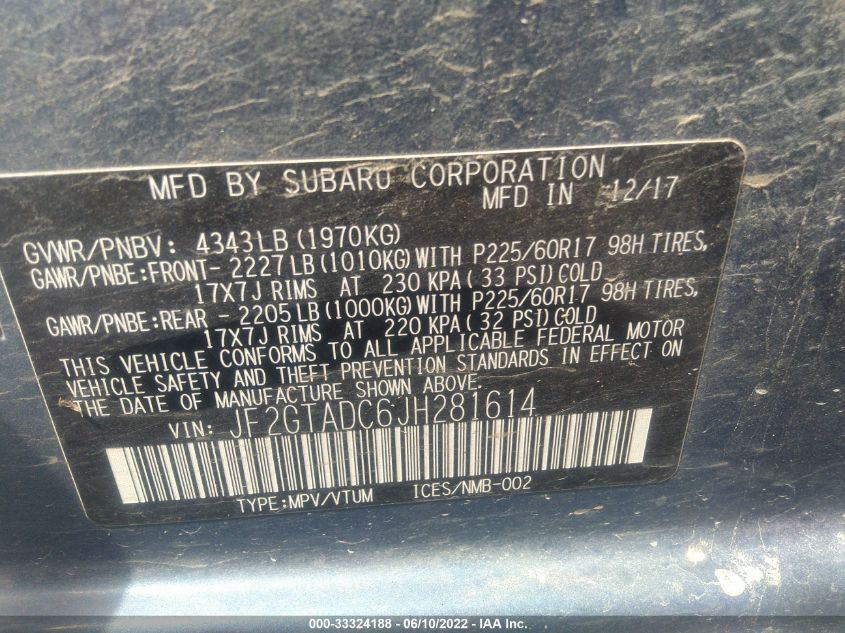 MFD BY SUBARU CORPORATION
MFD IN 12/17
GVWR/PNBV: 4343LB (1970KG)
GAWR/PNBE:FRONT- 2227LB (1010KG) WITH P225/60R17 98H TIRES,
17X7J RIMS AT 230 KPA (33 PSI) COLD
GAWR/PNBE:REAR - 2205LB (1000KG) WITH P225/60R17 98H TIRES,
17X7J RIMS AT 220 KPA (32 PSI) COLD
THIS VEHICLE CONFORMS TO ALL APPLICABLE FEDERAL MOTOR
VEHICLE SAFETY AND THEFT PREVENTION STANDARDS IN EFFECT ON
THE DATE OF MANUFACTURE SHOWN ABOVE.
VIN: JF2GTADC6JH281614
TYPE:MPV/VTUM ICES/NMB-002
000-33324188 - 06/10/2022 - IAA Inc.